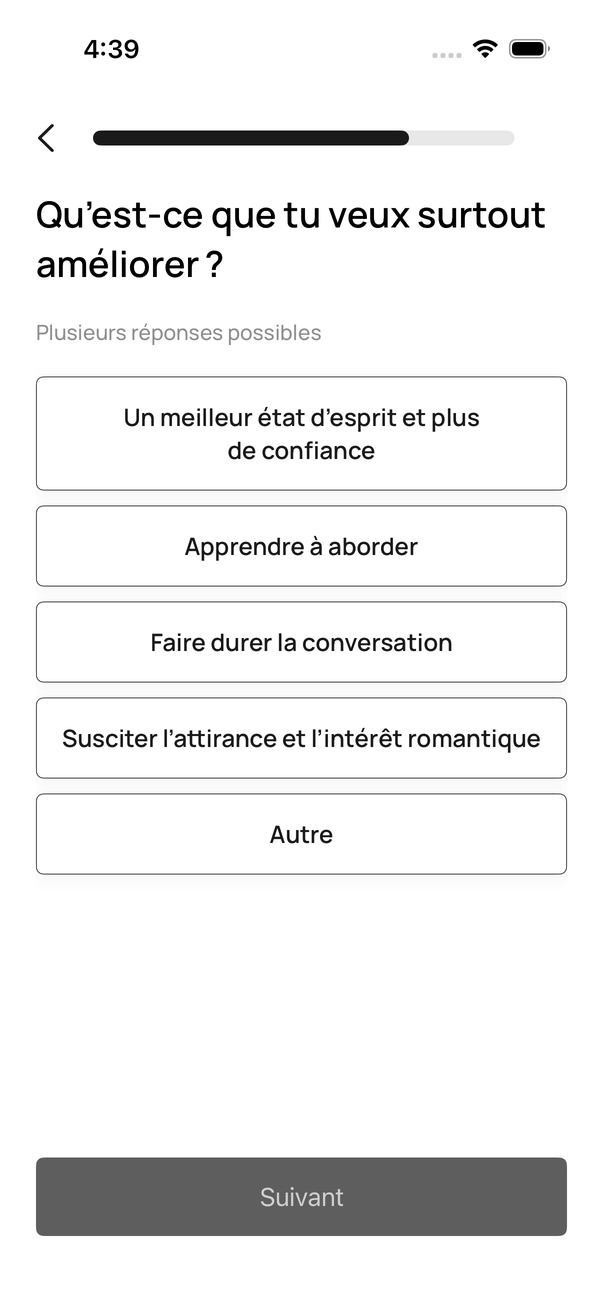 4:39
Qu’est-ce que tu veux surtout
améliorer ?
Plusieurs réponses possibles
Un meilleur état d’esprit et plus
de confiance
Apprendre à aborder
Faire durer la conversation
Susciter l’attirance et l’intérêt romantique
Autre
Suivant